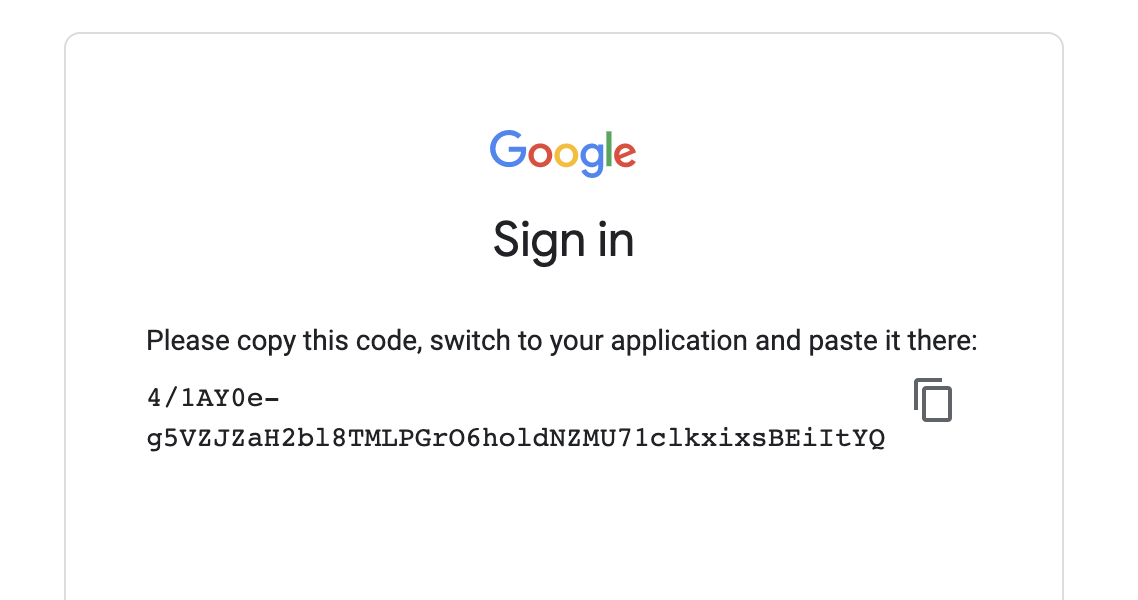 Google
Sign in
Please copy this code, switch to your application and paste it there:
4/1AY0e-
g5VZJZaH2bl8TMLPGrO6holdNZMU71clkxixsBEiItYQ